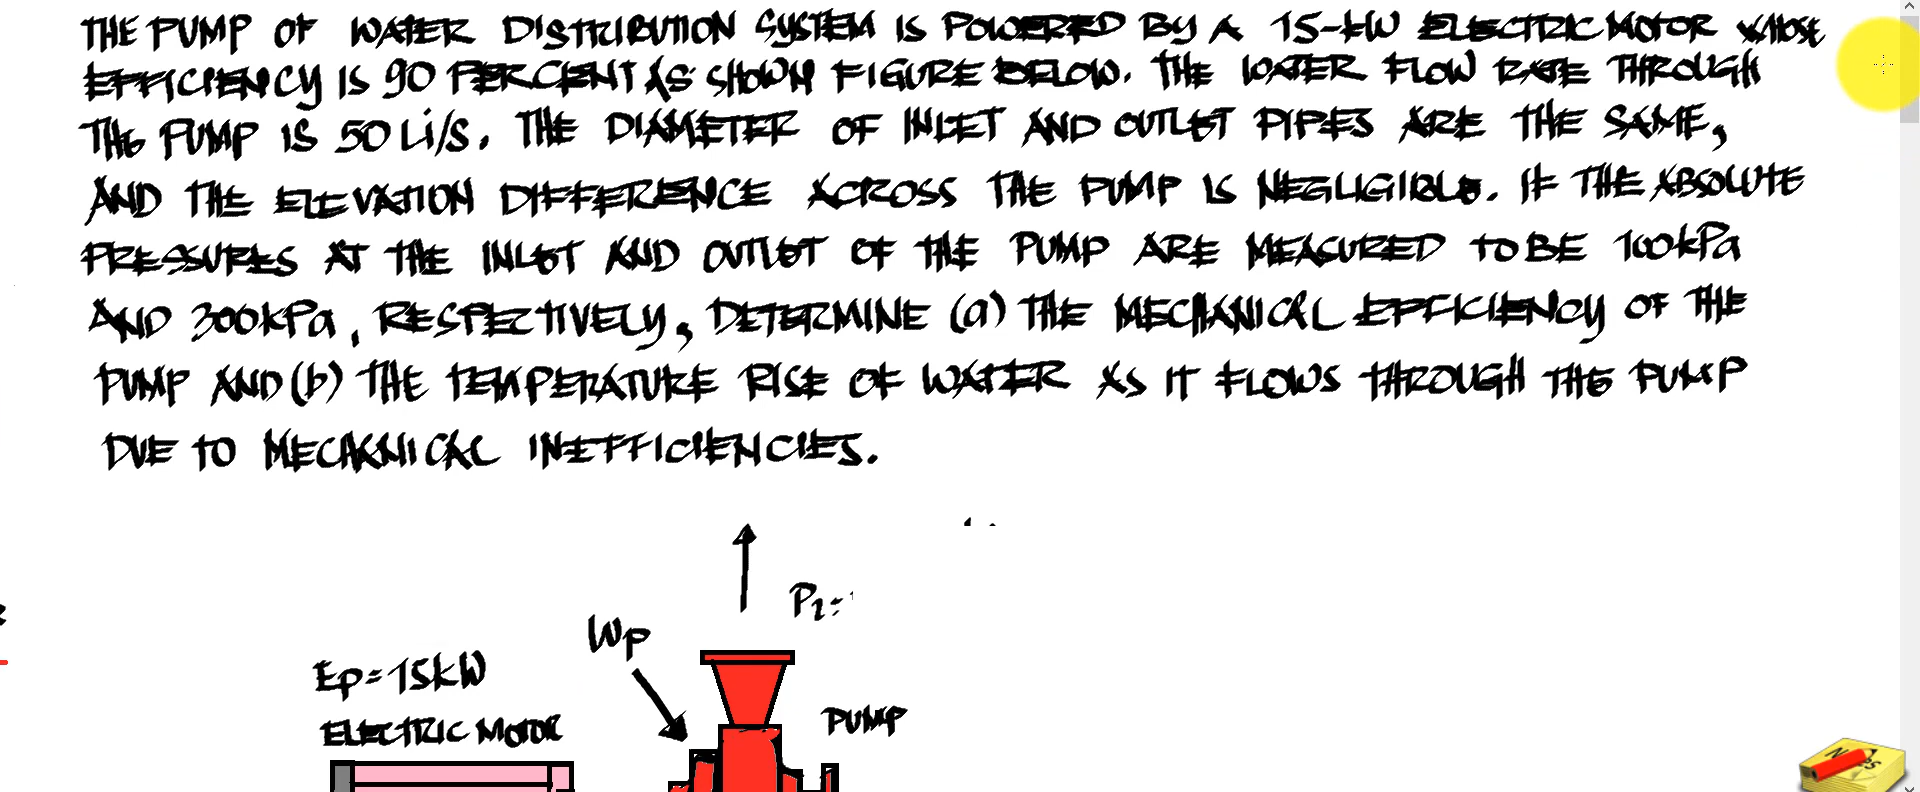 THE PUMP OF WATER DISTRIBUTION SYSTEM IS POWERED BY A 15-kW ELECTRIC MOTOR WHOSE
EFFICIENCY IS 90 PERCENT AS SHOWN FIGURE BELOW. THE WATER FLOW RATE THROUGH
THE PUMP IS 50 Li/S. THE DIAMETER OF INLET AND OUTLET PIPES ARE THE SAME,
AND THE ELEVATION DIFFERENCE ACROSS THE PUMP IS NEGLIGIBLE. IF THE ABSOLUTE
PRESSURES AT THE INLET AND OUTLET OF THE PUMP ARE MEASURED TO BE 100kPa
AND 300kPa, RESPECTIVELY, DETERMINE (a) THE MECHANICAL EFFICIENCY OF THE
PUMP AND (b) THE TEMPERATURE RISE OF WATER AS IT FLOWS THROUGH THE PUMP
DUE TO MECHANICAL INEFFICIENCIES.
P2=
Wp
Ep=15kW
ELECTRIC MOTOR
PUMP